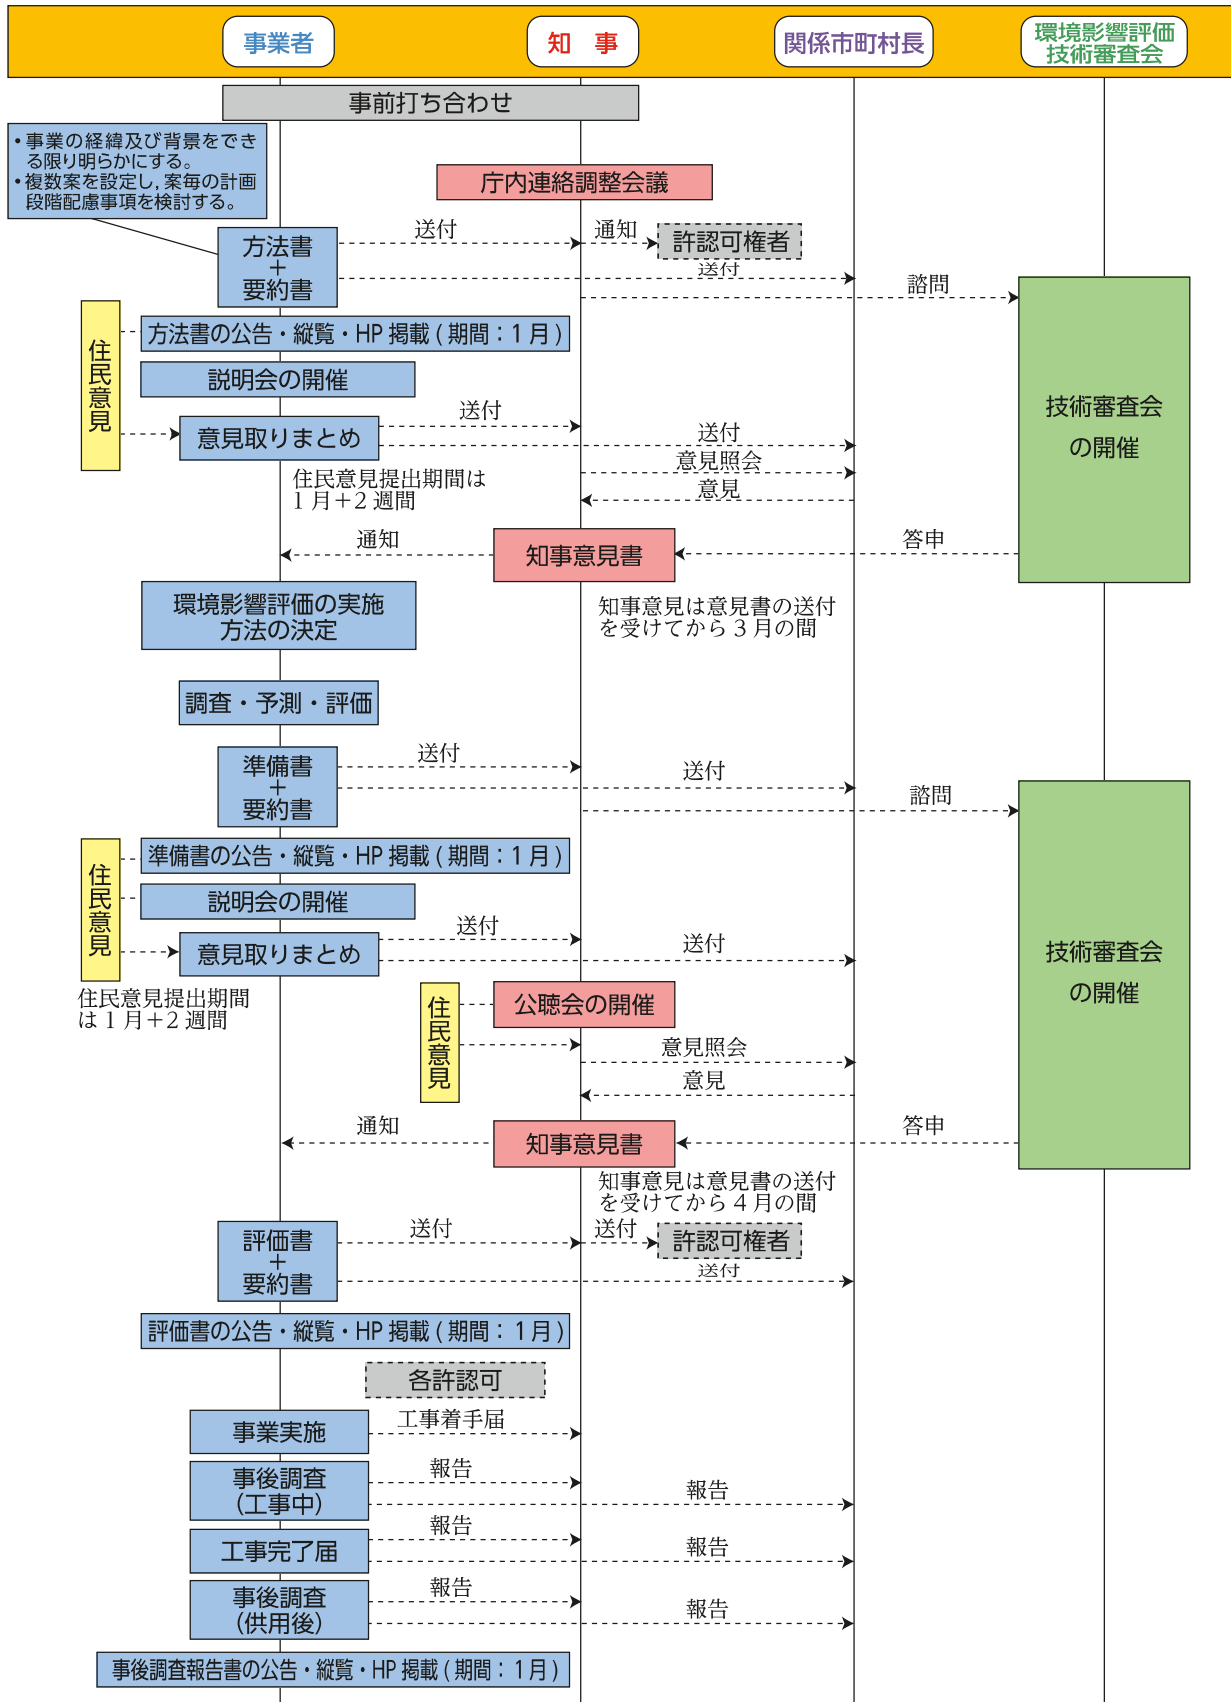 事業者
知　事
関係市町村長
環境影響評価
技術審査会
事前打ち合わせ
・事業の経緯及び背景をでき
る限り明らかにする。
・複数案を設定し,案毎の計画
段階配慮事項を検討する。
庁内連絡調整会議
方法書
＋
要約書
送付
通知
許認可権者
送付
諮問
住民意見
方法書の公告・縦覧・HP 掲載 ( 期間：1 月 )
説明会の開催
意見取りまとめ
送付
送付
意見照会
意見
住民意見提出期間は
1 月＋2 週間
技術審査会
の開催
通知
知事意見書
答申
知事意見は意見書の送付
を受けてから 3 月の間
環境影響評価の実施
方法の決定
調査・予測・評価
準備書
＋
要約書
送付
送付
諮問
住民意見
準備書の公告・縦覧・HP 掲載 ( 期間：1 月 )
説明会の開催
意見取りまとめ
送付
送付
住民意見提出期間
は 1 月＋2 週間
技術審査会
の開催
住民意見
公聴会の開催
意見照会
意見
通知
知事意見書
答申
知事意見は意見書の送付
を受けてから 4 月の間
評価書
＋
要約書
送付
送付
許認可権者
送付
評価書の公告・縦覧・HP 掲載 ( 期間： 1 月 )
各許認可
事業実施
工事着手届
事後調査
(工事中)
報告
報告
工事完了届
報告
報告
事後調査
(供用後)
報告
報告
事後調査報告書の公告・縦覧・HP 掲載 ( 期間：1 月 )